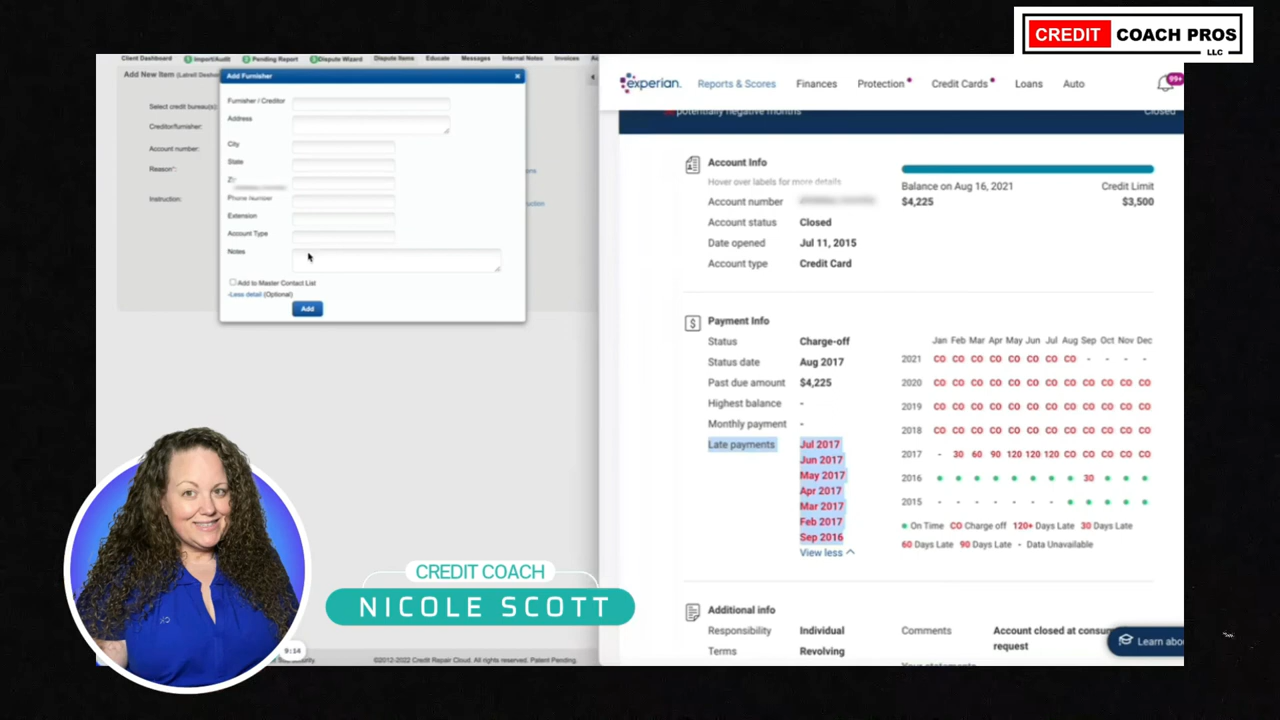 CREDIT COACH PROS
LLC
Client Dashboard Import/Audit Pending Report Dispute Wizard Dispute Items Educate Messages Internal Notes Invoices
Add New Item
Select credit bureau(s):
Creditor/furnisher:
Account number:
Reason*:
Instruction:
Add Furnisher
Furnisher / Creditor
Address
City
State
Phone Number
Extension
Account Type
Notes
Add to Master Contact List
-Less detail (Optional)
Add
©2012-2022 Credit Repair Cloud. All rights reserved. Patent Pending.
9:14
CREDIT COACH
NICOLE SCOTT
experian. Reports & Scores Finances Protection Credit Cards Loans Auto 99+
potentially negative months Closed
Account Info
Hover over labels for more details
Account number
Account status Closed
Date opened Jul 11, 2015
Account type Credit Card
Balance on Aug 16, 2021 Credit Limit
$4,225 $3,500
Payment Info
Status Charge-off
Status date Aug 2017
Past due amount $4,225
Highest balance -
Monthly payment -
Late payments Jul 2017
Jun 2017
May 2017
Apr 2017
Mar 2017
Feb 2017
Sep 2016
View less
Jan Feb Mar Apr May Jun Jul Aug Sep Oct Nov Dec
2021 CO CO CO CO CO CO CO CO - - - -
2020 CO CO CO CO CO CO CO CO CO CO CO CO
2019 CO CO CO CO CO CO CO CO CO CO CO CO
2018 CO CO CO CO CO CO CO CO CO CO CO CO
2017 - 30 60 90 120 120 120 CO CO CO CO CO
2016 • • • • • • • • 30 • • •
2015 - - - - - - - • • • • •
• On Time CO Charge off 120+ Days Late 30 Days Late
60 Days Late 90 Days Late - Data Unavailable
Additional info
Responsibility Individual
Terms Revolving
Comments Account closed at
request
Learn